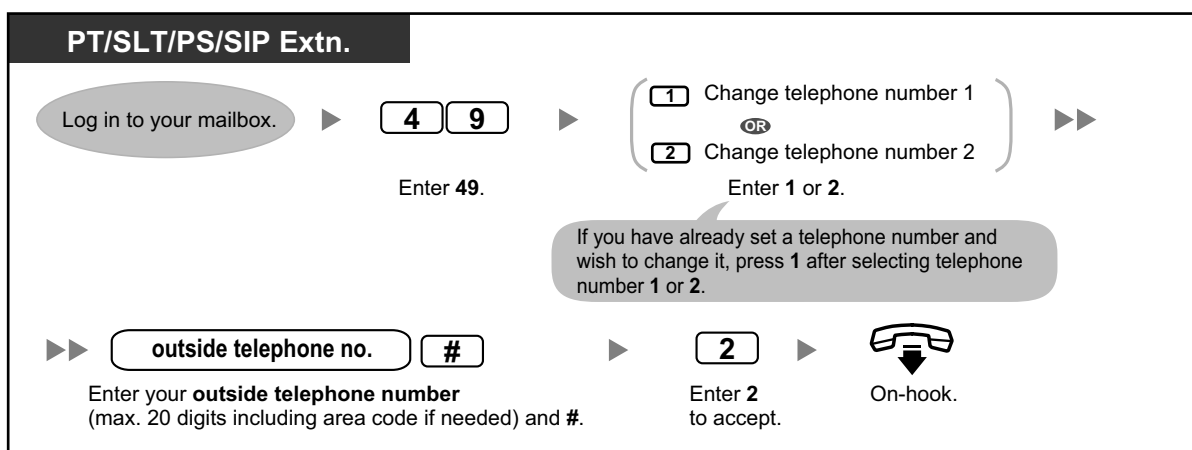 PT/SLT/PS/SIP Extn.
Log in to your mailbox.
4 9
Enter 49.
1 Change telephone number 1
OR
2 Change telephone number 2
Enter 1 or 2.
If you have already set a telephone number and
wish to change it, press 1 after selecting telephone
number 1 or 2.
outside telephone no. #
Enter your outside telephone number
(max. 20 digits including area code if needed) and #.
2
Enter 2
to accept.
On-hook.